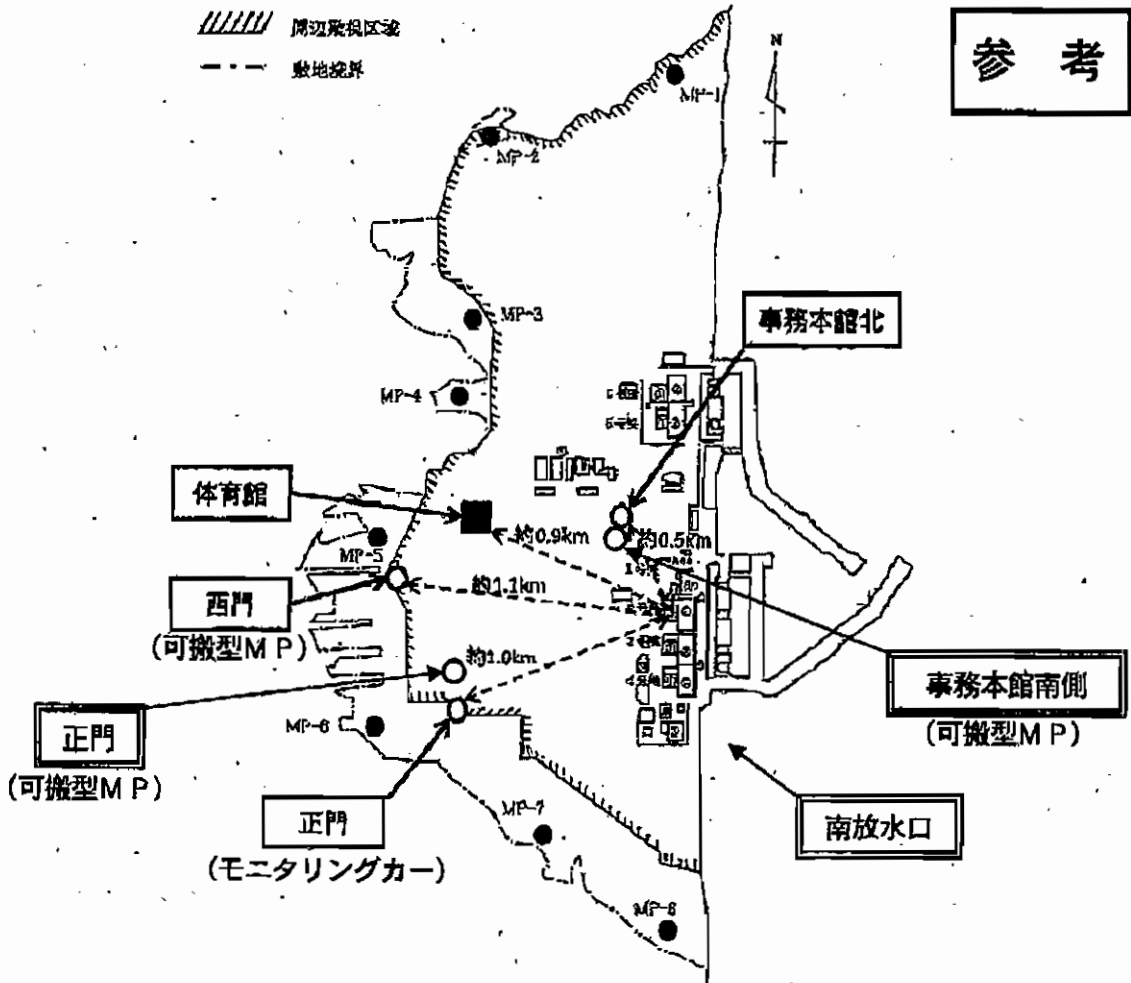 周辺監視区域
敷地境界
参 考
N
MP-1
MP-2
MP-3
事務本館北
MP-4
体育館
約0.9km
約0.5km
MP-5
西門
(可搬型MP)
約1.1km
約1.0km
事務本館南側
(可搬型MP)
正門
(可搬型MP)
MP-6
正門
(モニタリングカー)
MP-7
南放水口
MP-8